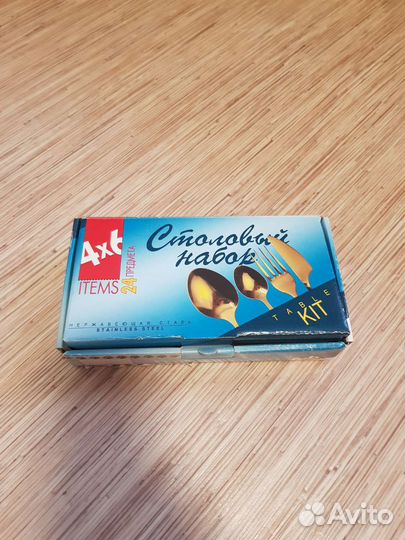 4x6
ITEMS
24 ПРЕДМЕТА
Столовый
набор
TABLE
KIT
НЕРЖАВЕЮЩАЯ СТАЛЬ
STAINLESS STEEL
Avito